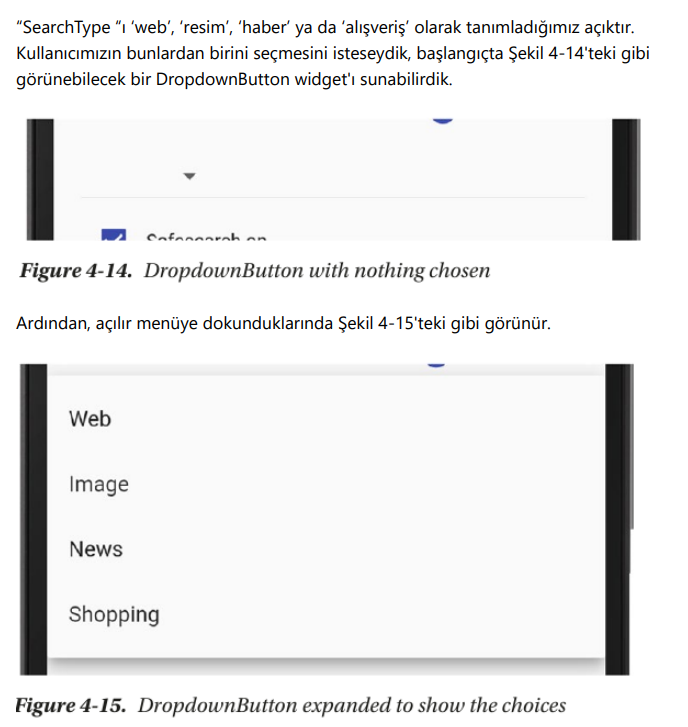 “SearchType “ı ‘web’, ‘resim’, ‘haber’ ya da ‘alışveriş’ olarak tanımladığımız açıktır.
Kullanıcımızın bunlardan birini seçmesini isteseydik, başlangıçta Şekil 4-14'teki gibi
görünebilecek bir DropdownButton widget'ı sunabilirdik.
Safesearch on
Figure 4-14. DropdownButton with nothing chosen
Ardından, açılır menüye dokunduklarında Şekil 4-15'teki gibi görünür.
Web
Image
News
Shopping
Figure 4-15. DropdownButton expanded to show the choices